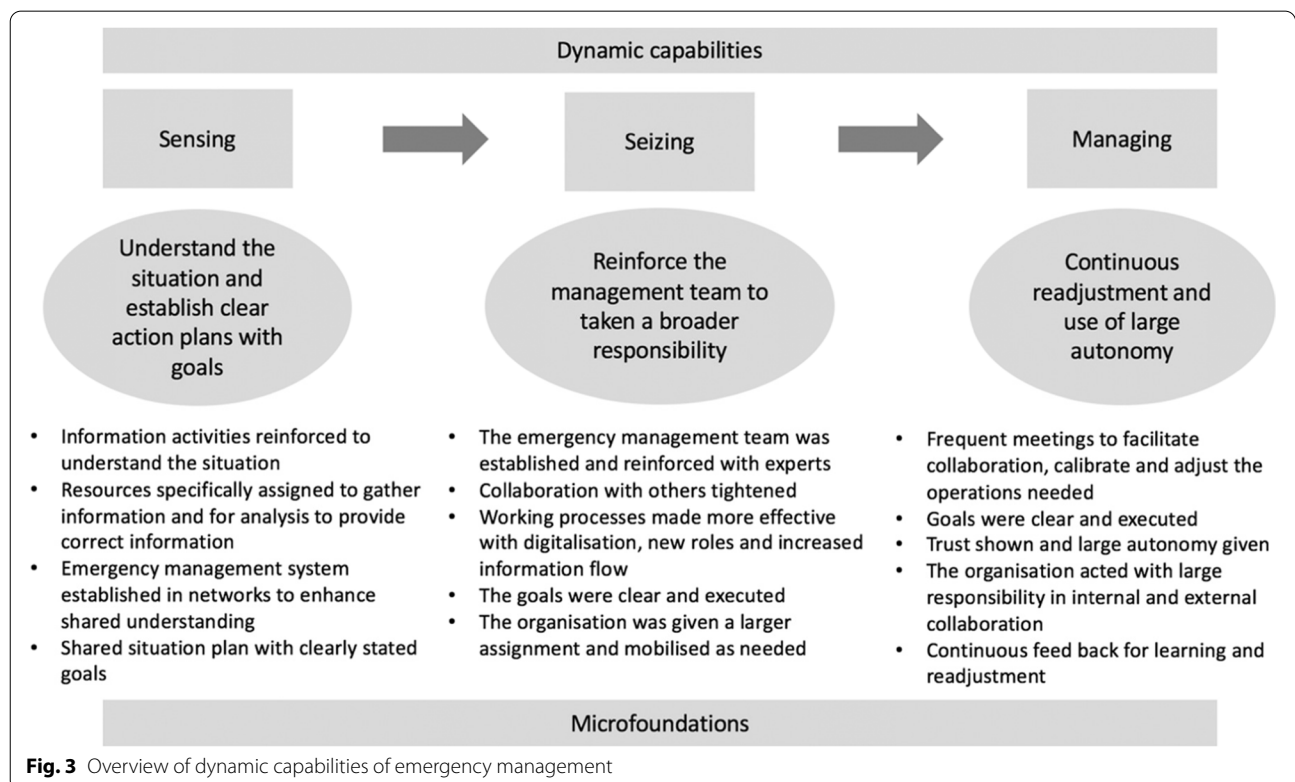 Dynamic capabilities
Sensing
Seizing
Managing
Understand the
situation and
establish clear
action plans with
goals
Reinforce the
management team to
taken a broader
responsibility
Continuous
readjustment and
use of large
autonomy
• Information activities reinforced to
understand the situation
• Resources specifically assigned to gather
information and for analysis to provide
correct information
• Emergency management system
established in networks to enhance
shared understanding
• Shared situation plan with clearly stated
goals
• The emergency management team was
established and reinforced with experts
• Collaboration with others tightened
• Working processes made more effective
with digitalisation, new roles and increased
information flow
• The goals were clear and executed
• The organisation was given a larger
assignment and mobilised as needed
• Frequent meetings to facilitate
collaboration, calibrate and adjust the
operations needed
• Goals were clear and executed
• Trust shown and large autonomy given
• The organisation acted with large
responsibility in internal and external
collaboration
• Continuous feed back for learning and
readjustment
Microfoundations
Fig. 3 Overview of dynamic capabilities of emergency management